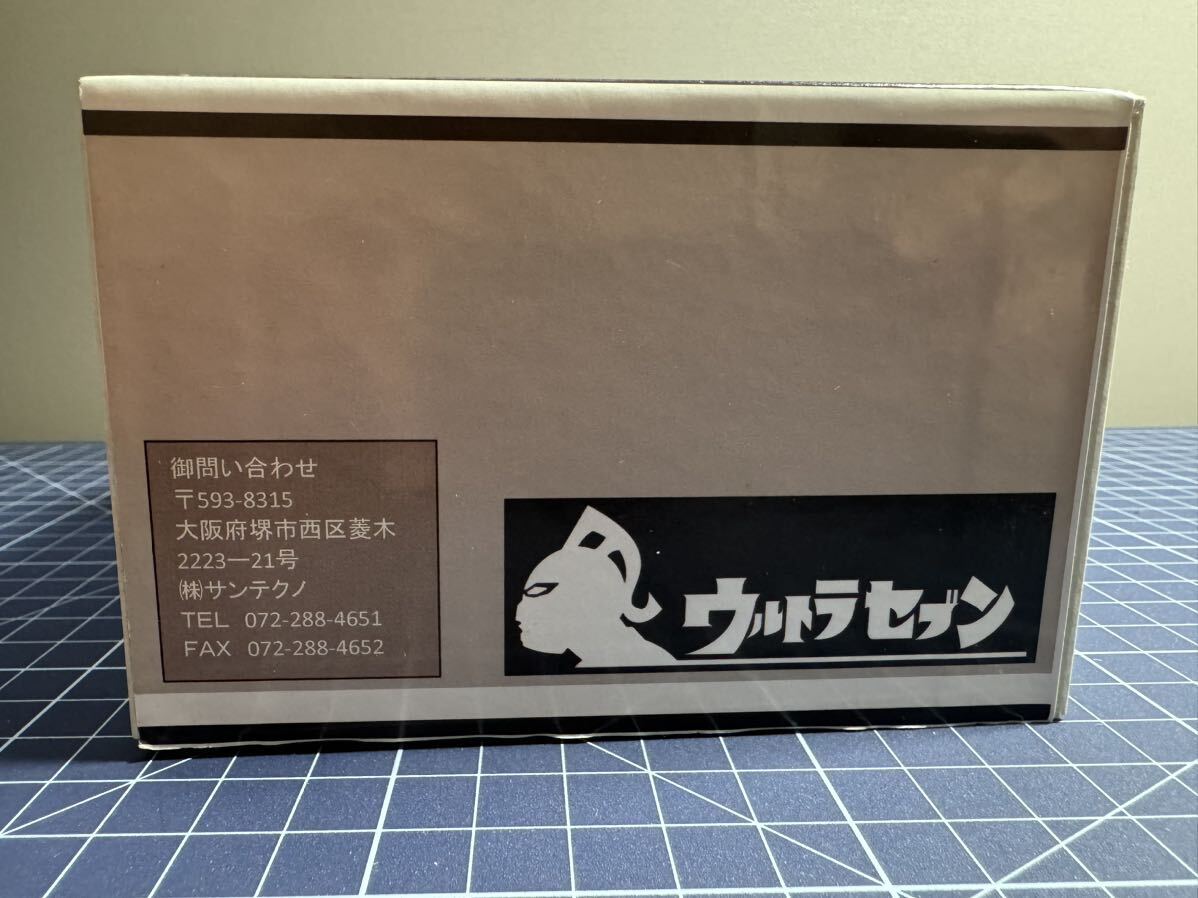 御問い合わせ
〒593-8315
大阪府堺市西区菱木
2223ー21号
㈱サンテクノ
TEL 072-288-4651
FAX 072-288-4652
ウルトラセブン